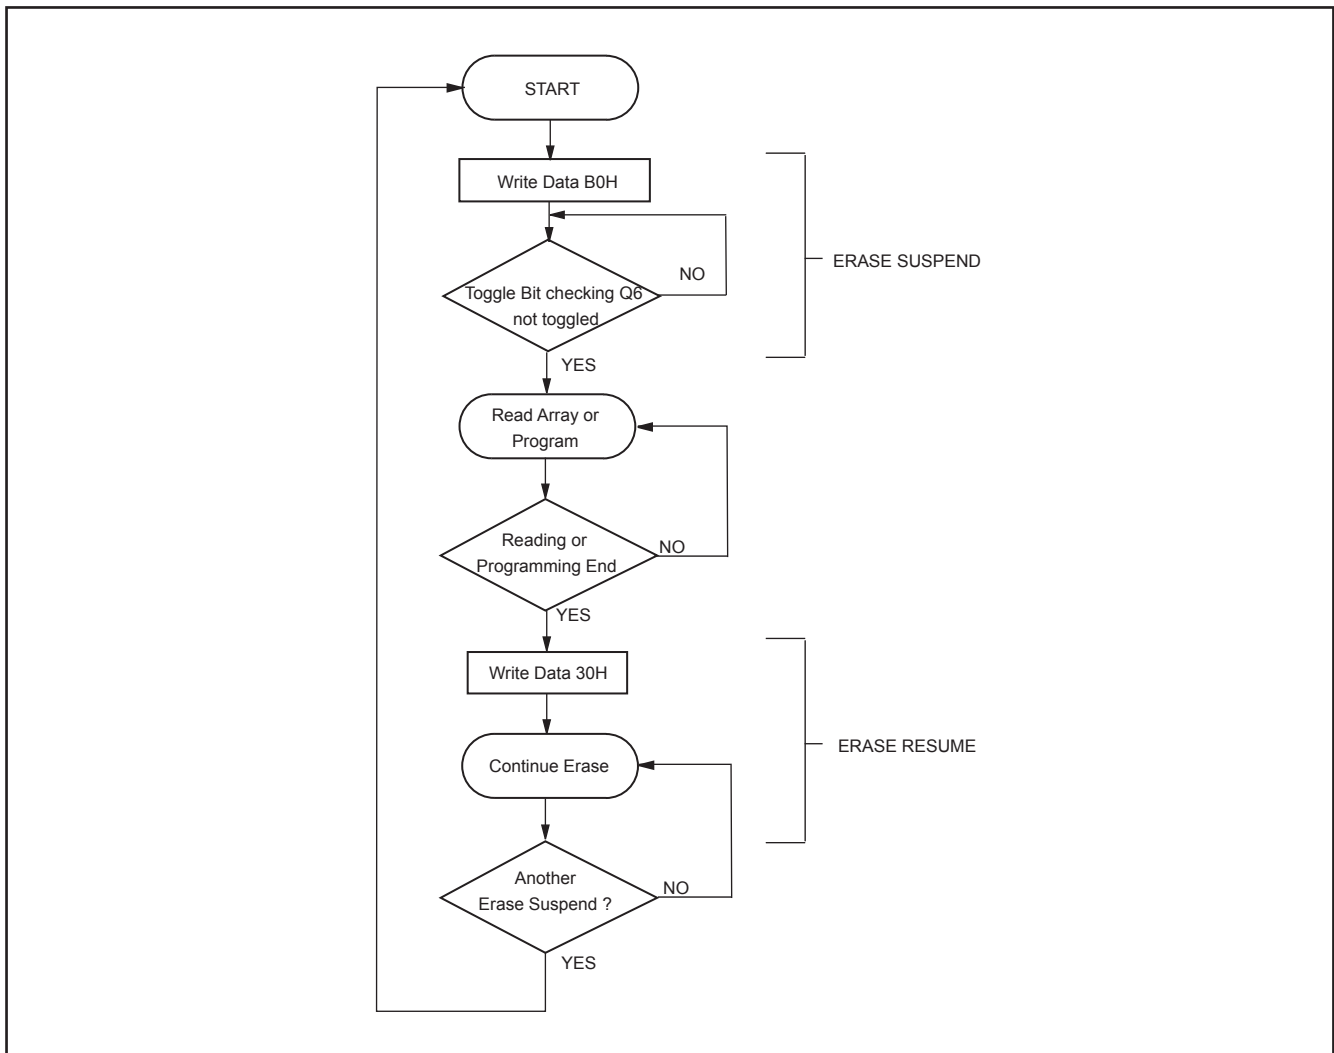 START
Write Data B0H
ERASE SUSPEND
NO
Toggle Bit checking Q6
not toggled
YES
Read Array or
Program
Reading or
Programming End
NO
YES
Write Data 30H
ERASE RESUME
Continue Erase
Another
Erase Suspend ?
NO
YES